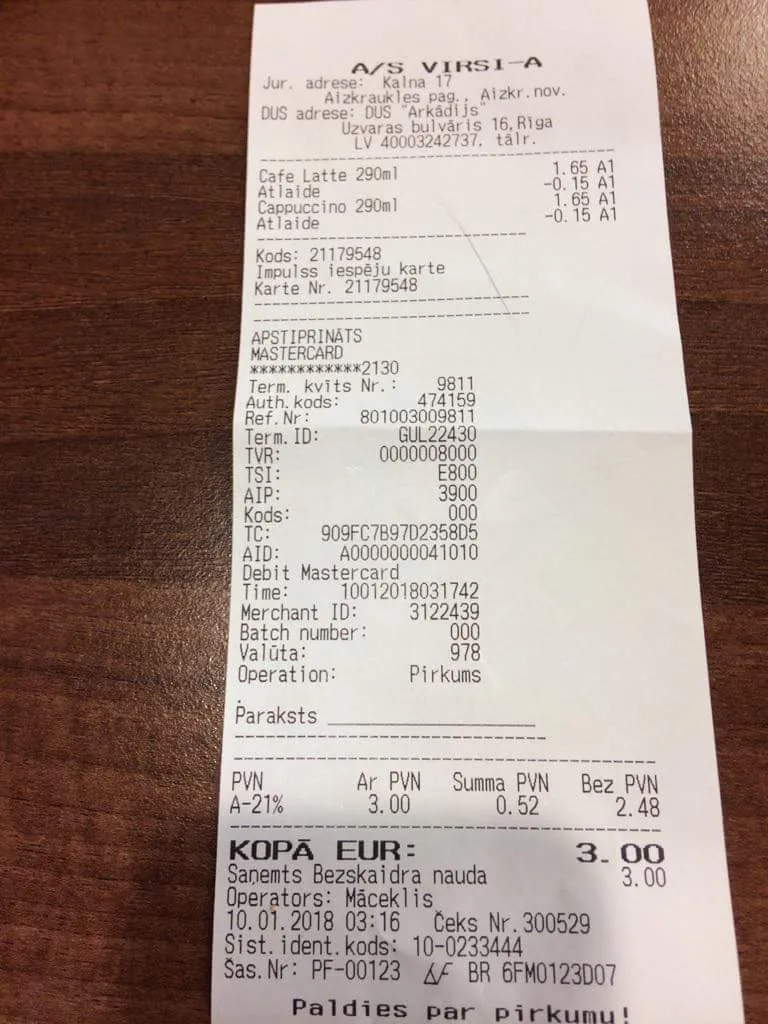 A/S VIRSI-A
Jur. adrese: Kalna 17
Aizkraukles pag., Aizkr.nov.
DUS adrese: DUS "Arkādijs"
Uzvaras bulvāris 16,Rīga
LV 40003242737, tālr.
Cafe Latte 290ml 1.65 A1
Atlaide -0.15 A1
Cappuccino 290ml 1.65 A1
Atlaide -0.15 A1
Kods: 21179548
Impulss iespēju karte
Karte Nr. 21179548
APSTIPRINĀTS
MASTERCARD
************2130
Term. kvīts Nr.: 9811
Auth.kods: 474159
Ref.Nr: 801003009811
Term.ID: GUL22430
TVR: 0000008000
TSI: E800
AIP: 3900
Kods: 000
TC: 909FC7B97D2358D5
AID: A0000000041010
Debit Mastercard
Time: 10012018031742
Merchant ID: 3122439
Batch number: 000
Valūta: 978
Operation: Pirkums
.
Paraksts _______________
PVN Ar PVN Summa PVN Bez PVN
A-21% 3.00 0.52 2.48
KOPĀ EUR: 3.00
Saņemts Bezskaidra nauda 3.00
Operators: Māceklis
10.01.2018 03:16 Čeks Nr.300529
Sist.ident.kods: 10-0233444
Šas.Nr: PF-00123 BR 6FM0123D07
Paldies par pirkumu!